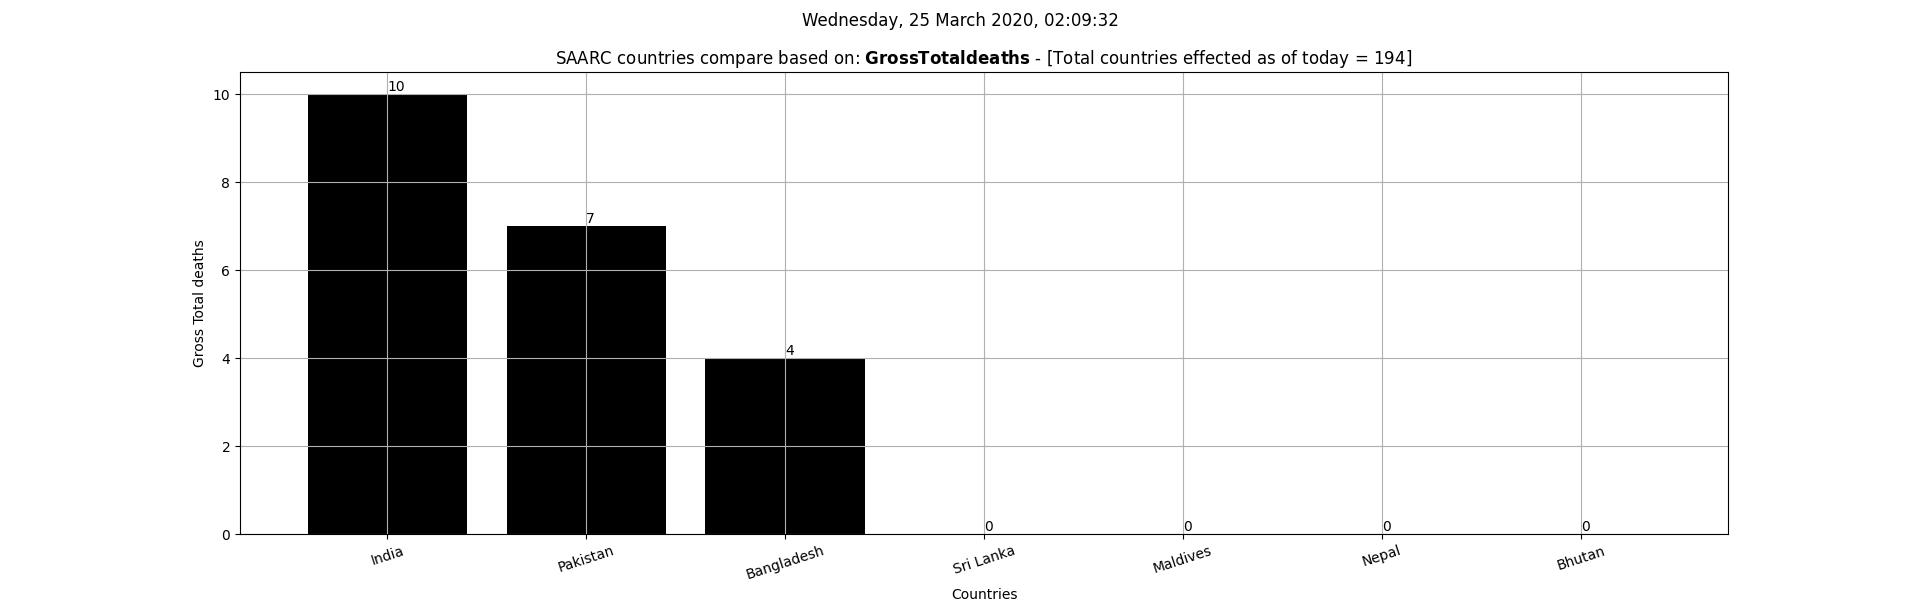 Wednesday, 25 March 2020, 02:09:32
SAARC countries compare based on: GrossTotaldeaths - [Total countries effected as of today = 194]
Gross Total deaths
10
8
6
4
2
0
10
7
4
0
0
0
0
India
Pakistan
Bangladesh
Sri Lanka
Maldives
Nepal
Bhutan
Countries